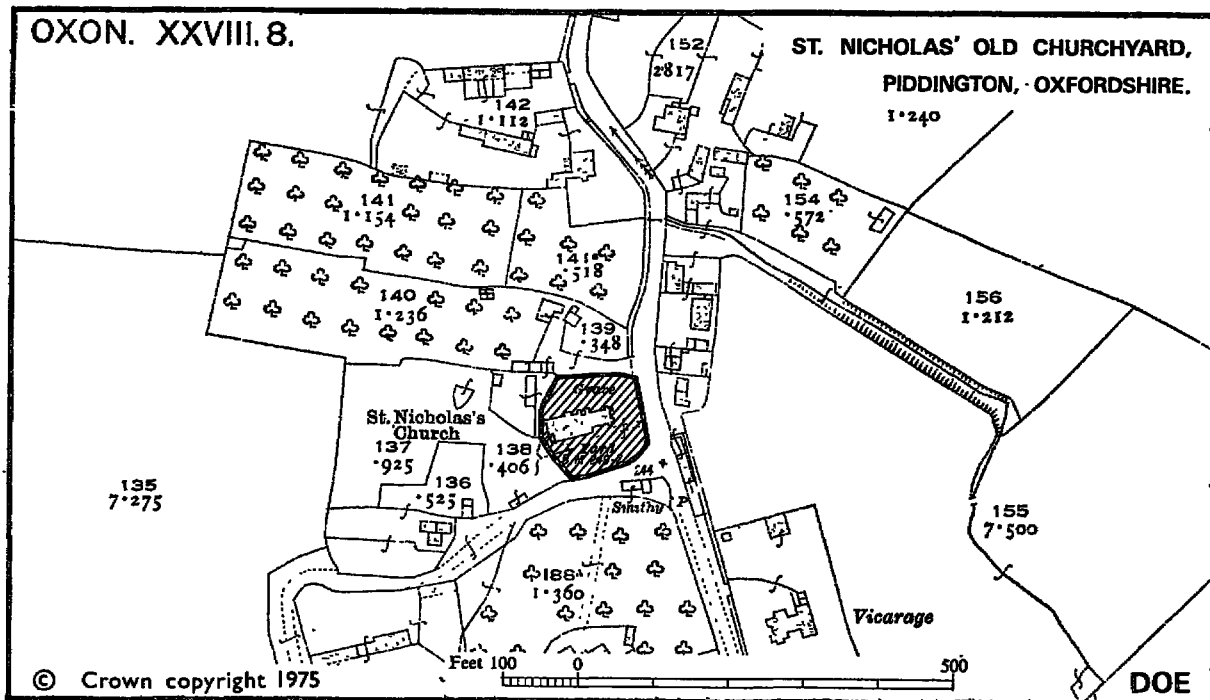 OXON. XXVIII. 8.
ST. NICHOLAS' OLD CHURCHYARD,
PIDDINGTON, OXFORDSHIRE.
152
2·817
1·240
142
1·112
141
1·154
154
·572
141a
·518
140
1·236
156
1·212
139
·348
Grave
Yard
St. Nicholas's
Church
137
·925
138
·406
136
·525
135
7·275
244
Smithy
P
155
7·500
188
1·360
Vicarage
Feet 100 0 500
© Crown copyright 1975
DOE